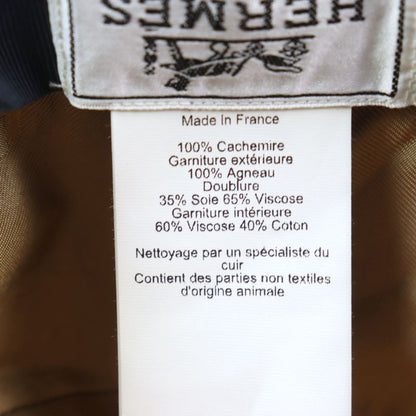 HERMES
Made In France
100% Cachemire
Garniture extérieure
100% Agneau
Doublure
35% Soie 65% Viscose
Garniture intérieure
60% Viscose 40% Coton
Nettoyage par un spécialiste du
cuir
Contient des parties non textiles
d'origine animale